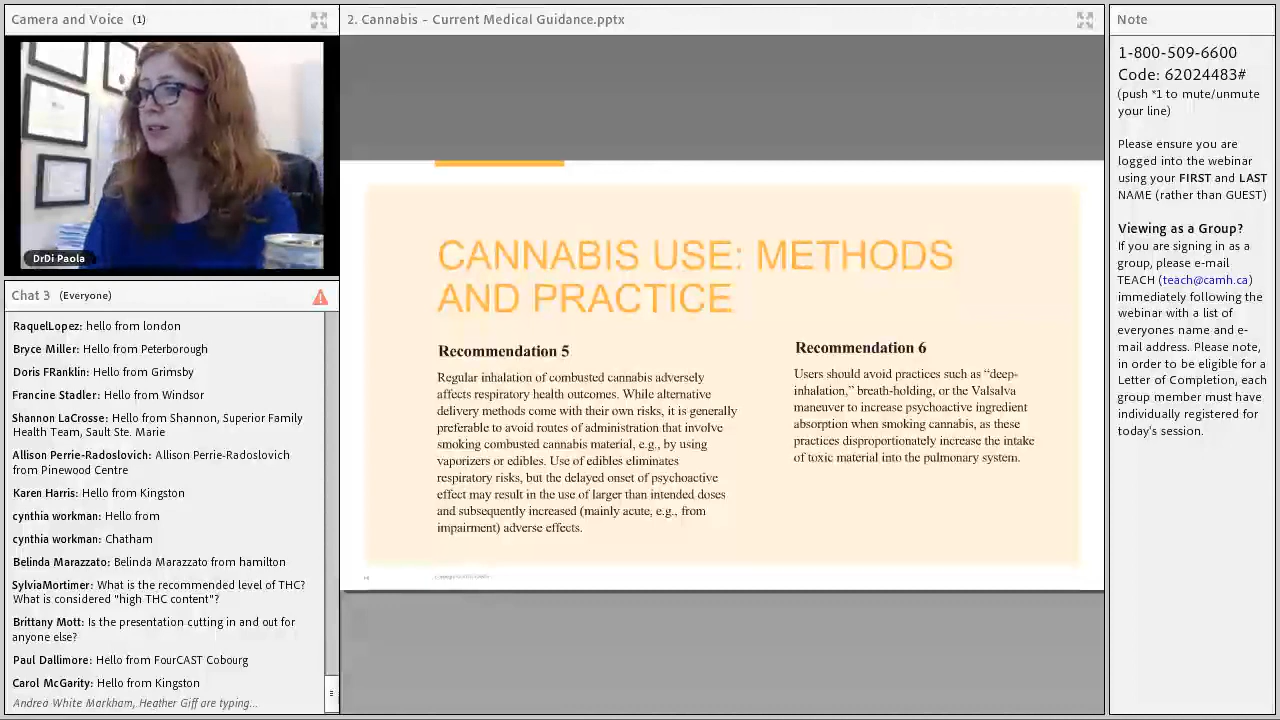 Camera and Voice (1)
DrDi Paola
Chat 3 (Everyone)
RaquelLopez: hello from london
Bryce Miller: Hello from Peterborough
Doris FRanklin: Hello from Grimsby
Francine Stadler: Hello from Windsor
Shannon LaCrosse: Hello from Shannon, Superior Family
Health Team, Sault Ste. Marie
Allison Perrie-Radoslovich: Allison Perrie-Radoslovich
from Pinewood Centre
Karen Harris: Hello from Kingston
cynthia workman: Hello from
cynthia workman: Chatham
Belinda Marazzato: Belinda Marazzato from hamilton
SylviaMortimer: What is the recommended level of THC?
What is considered "high THC content"?
Brittany Mott: Is the presentation cutting in and out for
anyone else?
Paul Dallimore: Hello from FourCAST Cobourg
Carol McGarity: Hello from Kingston
Andrea White Markham, Heather Giff are typing...
2. Cannabis - Current Medical Guidance.pptx
CANNABIS USE: METHODS
AND PRACTICE
Recommendation 5
Regular inhalation of combusted cannabis adversely
affects respiratory health outcomes. While alternative
delivery methods come with their own risks, it is generally
preferable to avoid routes of administration that involve
smoking combusted cannabis material, e.g., by using
vaporizers or edibles. Use of edibles eliminates
respiratory risks, but the delayed onset of psychoactive
effect may result in the use of larger than intended doses
and subsequently increased (mainly acute, e.g., from
impairment) adverse effects.
Recommendation 6
Users should avoid practices such as “deep-
inhalation,” breath-holding, or the Valsalva
maneuver to increase psychoactive ingredient
absorption when smoking cannabis, as these
practices disproportionately increase the intake
of toxic material into the pulmonary system.
Note
1-800-509-6600
Code: 62024483#
(push *1 to mute/unmute
your line)
Please ensure you are
logged into the webinar
using your FIRST and LAST
NAME (rather than GUEST)
Viewing as a Group?
If you are signing in as a
group, please e-mail
TEACH (teach@camh.ca)
immediately following the
webinar with a list of
everyones name and e-
mail address. Please note,
in order to be eligible for a
Letter of Completion, each
group member must have
individually registered for
today's session.